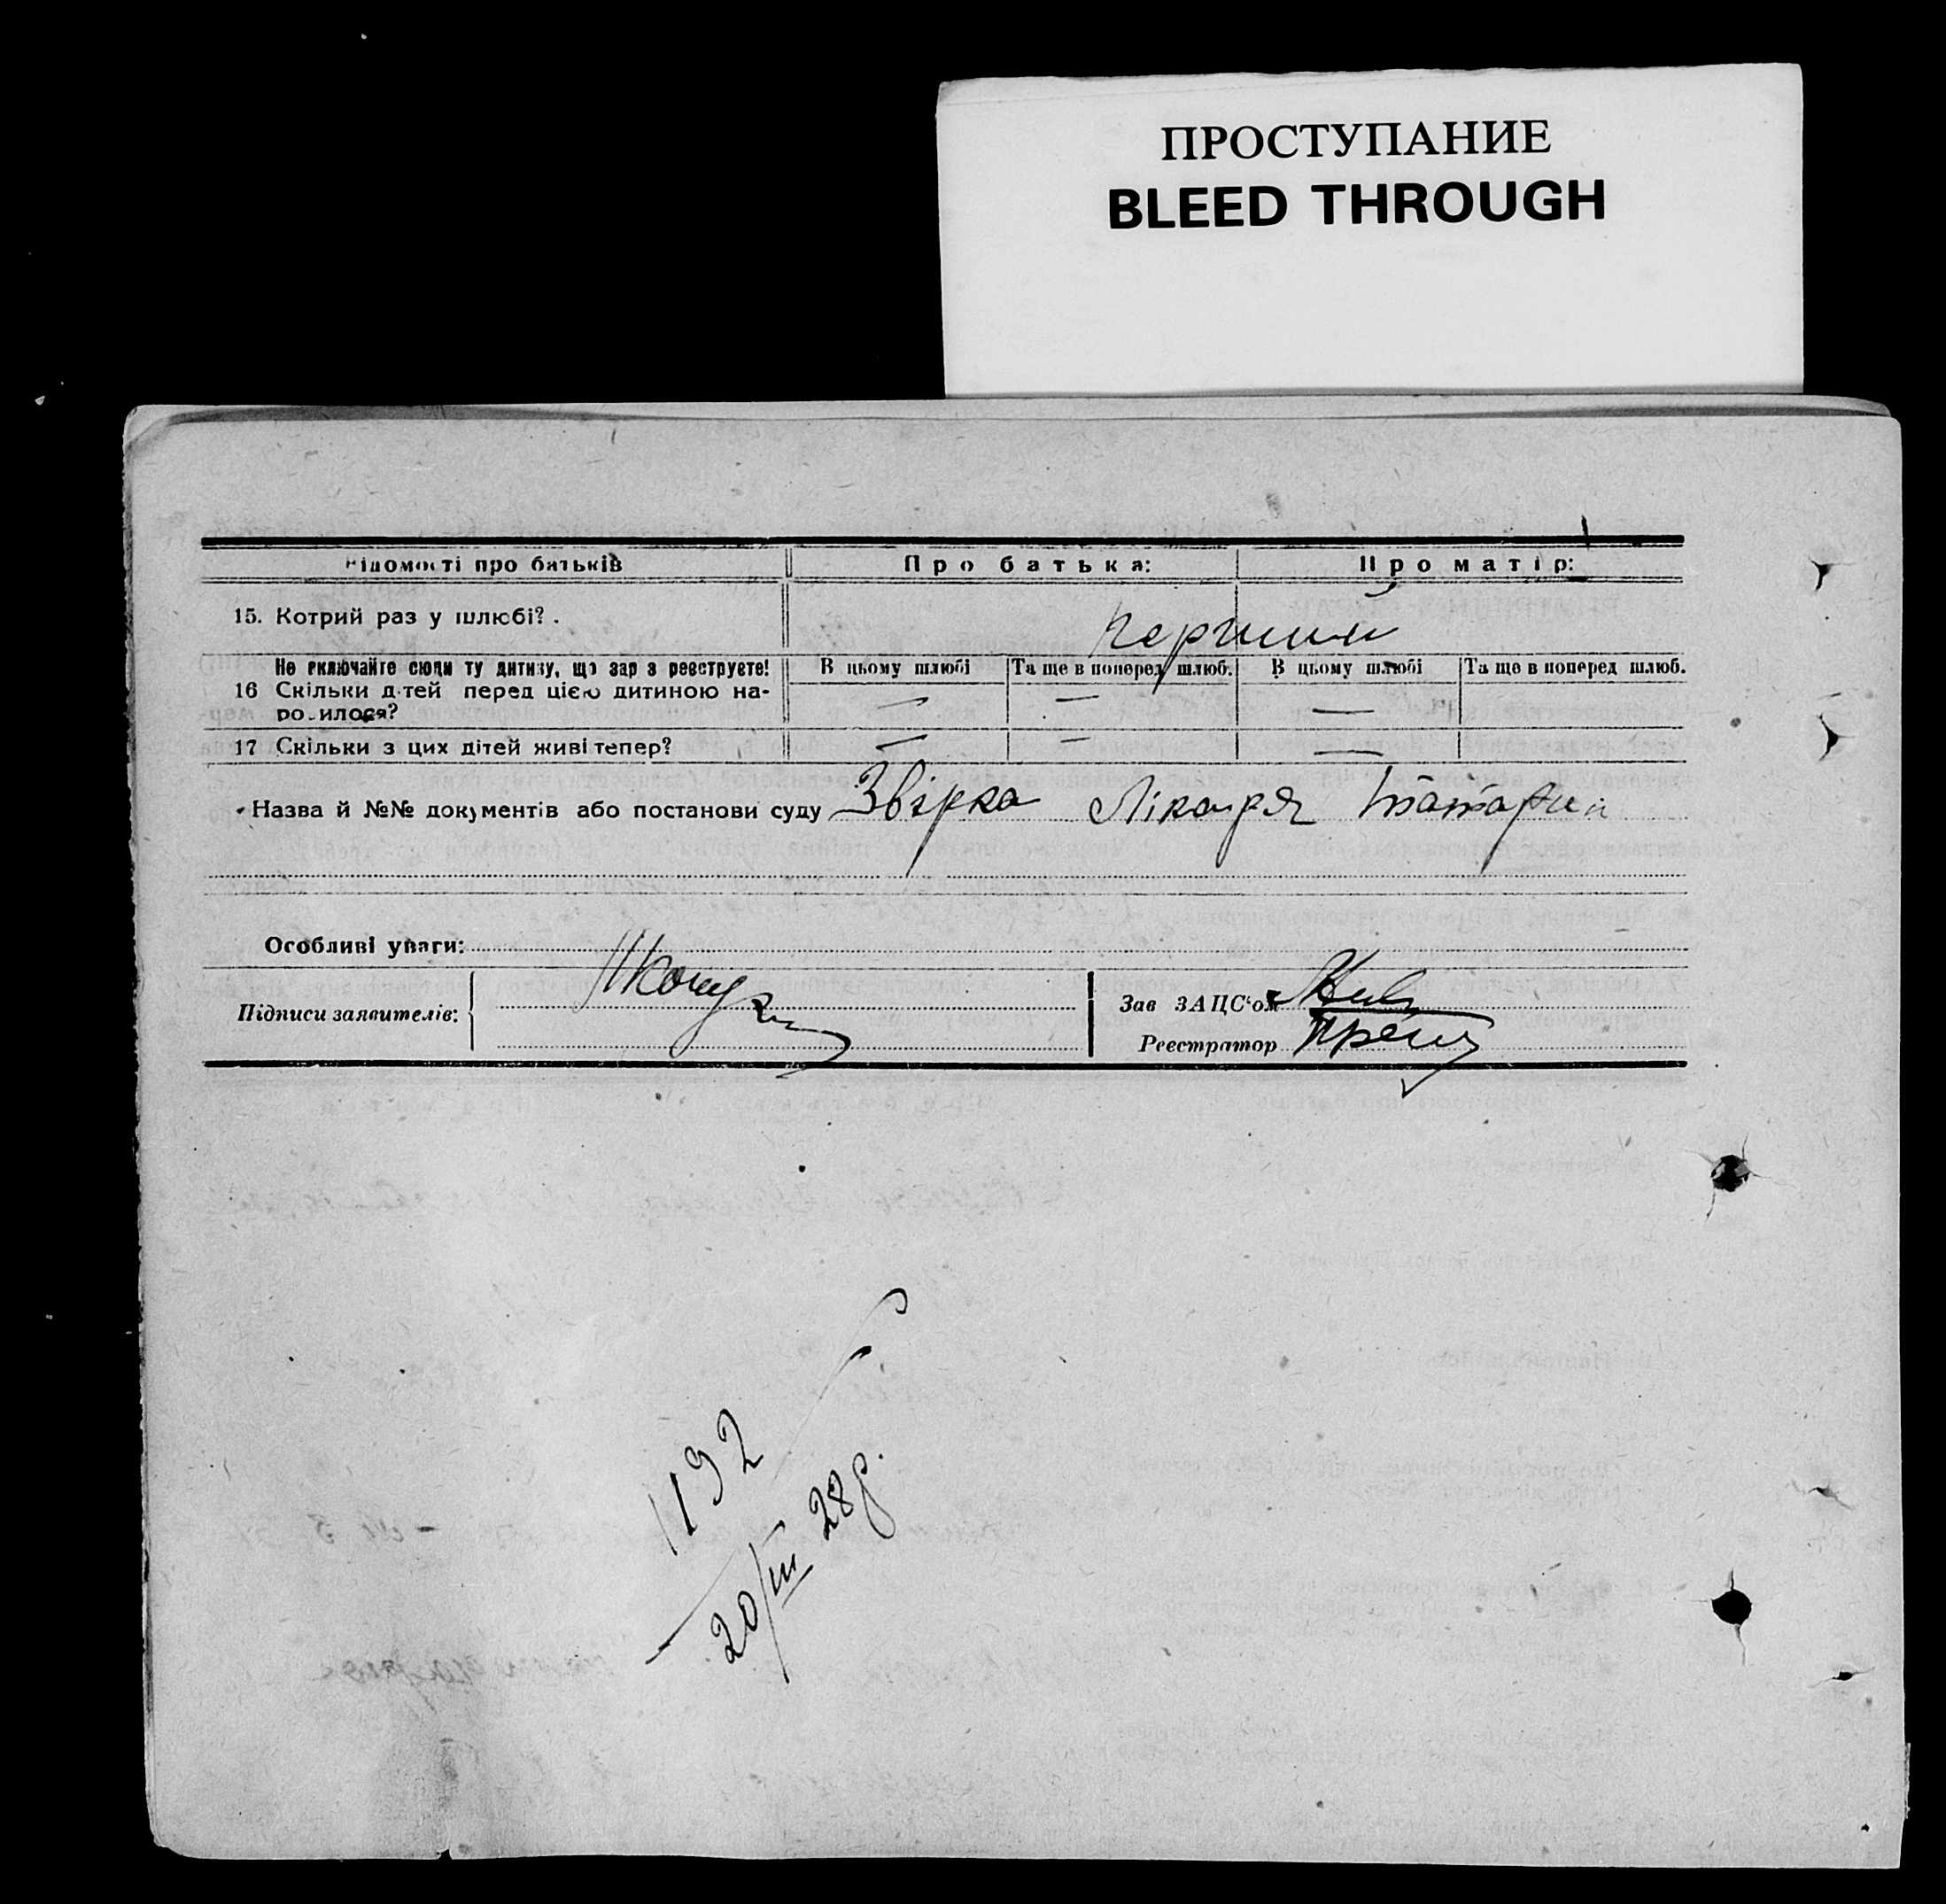 ПРОСТУПАНИЕ
BLEED THROUGH
Відомості про батьків Про батька: Про матір:
15. Котрий раз у шлюбі? . перший
Не включайте сюди ту дитину, що зар з реєструєте! В цьому шлюбі Та ще в поперед шлюб. В цьому шлюбі Та ще в поперед шлюб.
16 Скільки дітей перед цією дитиною на- — — —
родилося?
17 Скільки з цих дітей живі тепер? — — —
Назва й №№ документів або постанови суду Звірка Лікаря
Особливі уваги:
Підписи заявителів: Зав ЗАЦС'ом
Реєстратор
1192
20/III 28р.